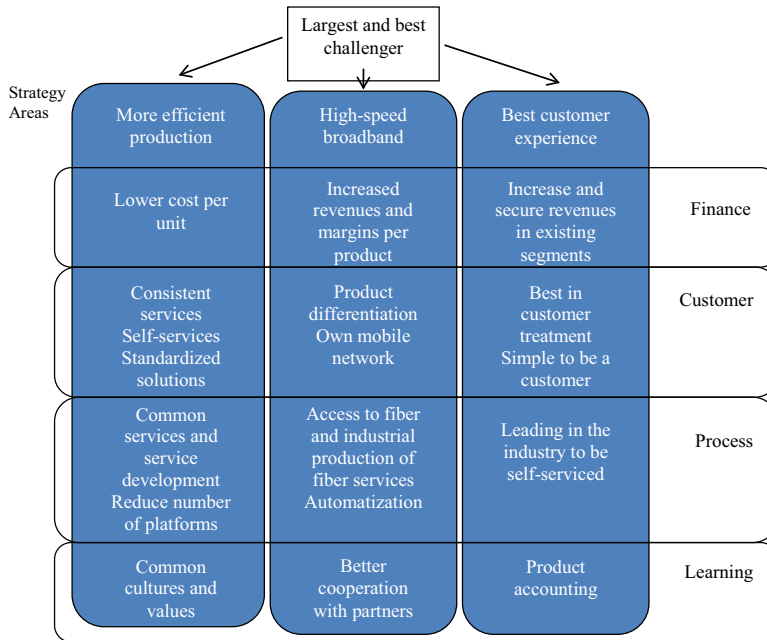 Largest and best
challenger
Strategy
Areas
More efficient
production
High-speed
broadband
Best customer
experience
Lower cost per
unit
Increased
revenues and
margins per
product
Increase and
secure revenues
in existing
segments
Finance
Consistent
services
Self-services
Standardized
solutions
Product
differentiation
Own mobile
network
Best in
customer
treatment
Simple to be a
customer
Customer
Common
services and
service
development
Reduce number
of platforms
Access to fiber
and industrial
production of
fiber services
Automatization
Leading in the
industry to be
self-serviced
Process
Common
cultures and
values
Better
cooperation
with partners
Product
accounting
Learning